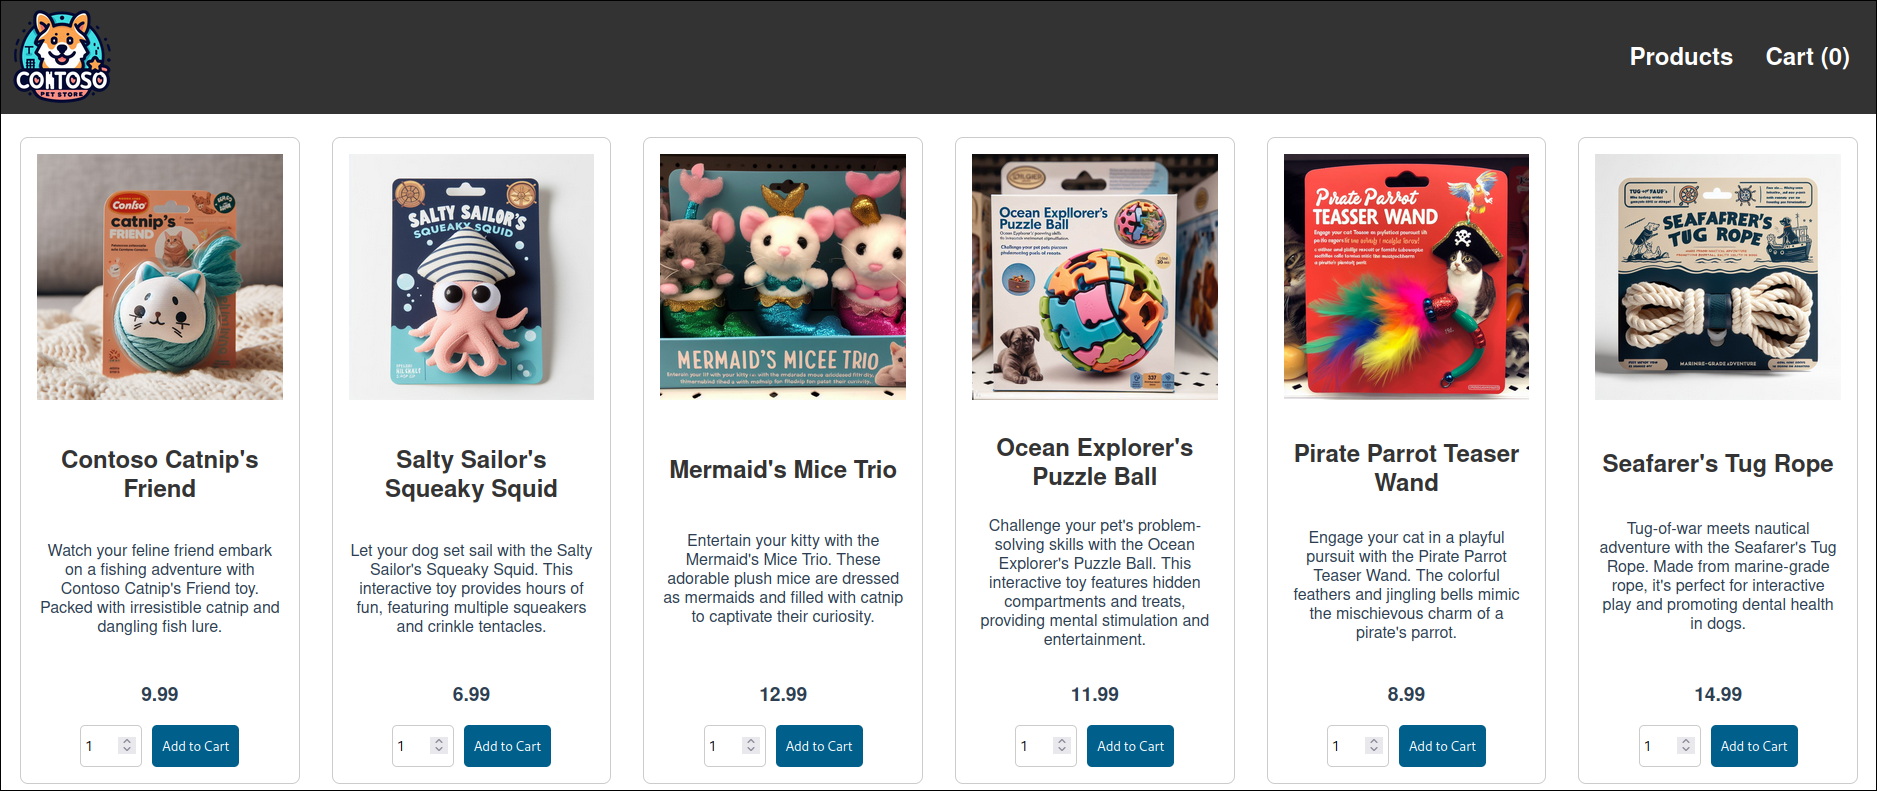 CONTOSO
PET STORE
Products
Cart (0)
Contoso
catnip's
FRIEND
Contoso Catnip's
Friend
Watch your feline friend embark
on a fishing adventure with
Contoso Catnip's Friend toy.
Packed with irresistible catnip and
dangling fish lure.
9.99
1
Add to Cart
SALTY SAILOR'S
SQUEAKY SQUID
Salty Sailor's
Squeaky Squid
Let your dog set sail with the Salty
Sailor's Squeaky Squid. This
interactive toy provides hours of
fun, featuring multiple squeakers
and crinkle tentacles.
6.99
1
Add to Cart
MERMAID'S MICEE TRIO
Mermaid's Mice Trio
Entertain your kitty with the
Mermaid's Mice Trio. These
adorable plush mice are dressed
as mermaids and filled with catnip
to captivate their curiosity.
12.99
1
Add to Cart
Ocean Expllorer's
Puzzle Ball
Ocean Explorer's
Puzzle Ball
Challenge your pet's problem-
solving skills with the Ocean
Explorer's Puzzle Ball. This
interactive toy features hidden
compartments and treats,
providing mental stimulation and
entertainment.
11.99
1
Add to Cart
Pirate Parrot
TEASSER WAND
Pirate Parrot Teaser
Wand
Engage your cat in a playful
pursuit with the Pirate Parrot
Teaser Wand. The colorful
feathers and jingling bells mimic
the mischievous charm of a
pirate's parrot.
8.99
1
Add to Cart
SEAFAFRER'S
TUG ROPE
MARINNE-GRADE ADVENTURE
Seafarer's Tug Rope
Tug-of-war meets nautical
adventure with the Seafarer's Tug
Rope. Made from marine-grade
rope, it's perfect for interactive
play and promoting dental health
in dogs.
14.99
1
Add to Cart